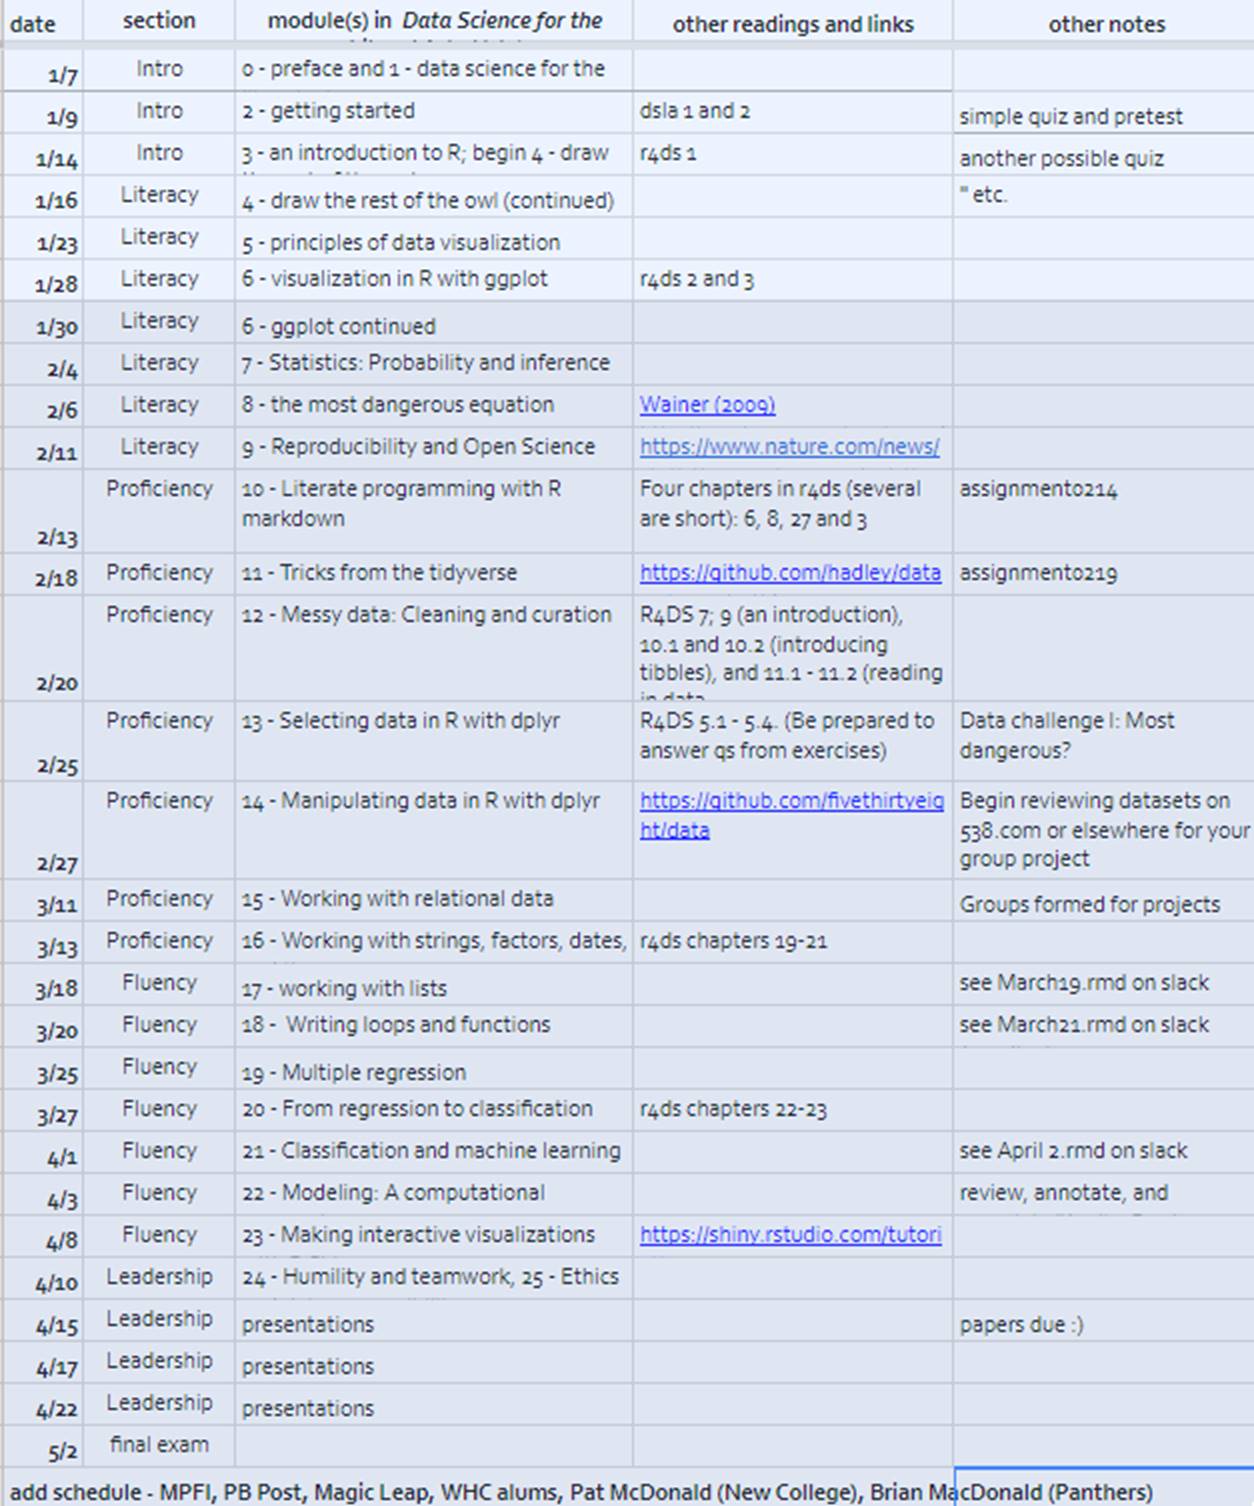 date section module(s) in Data Science for the other readings and links other notes
1/7 Intro 0 - preface and 1 - data science for the
1/9 Intro 2 - getting started dsla 1 and 2 simple quiz and pretest
1/14 Intro 3 - an introduction to R; begin 4 - draw r4ds 1 another possible quiz
1/16 Literacy 4 - draw the rest of the owl (continued) " etc.
1/23 Literacy 5 - principles of data visualization
1/28 Literacy 6 - visualization in R with ggplot r4ds 2 and 3
1/30 Literacy 6 - ggplot continued
2/4 Literacy 7 - Statistics: Probability and inference
2/6 Literacy 8 - the most dangerous equation Wainer (2009)
2/11 Literacy 9 - Reproducibility and Open Science https://www.nature.com/news/
Proficiency 10 - Literate programming with R Four chapters in r4ds (several assignment0214
markdown are short): 6, 8, 27 and 3
2/13
2/18 Proficiency 11 - Tricks from the tidyverse https://github.com/hadley/data assignment0219
Proficiency 12 - Messy data: Cleaning and curation R4DS 7; 9 (an introduction),
10.1 and 10.2 (introducing
tibbles), and 11.1 - 11.2 (reading
2/20 in data
Proficiency 13 - Selecting data in R with dplyr R4DS 5.1 - 5.4. (Be prepared to Data challenge I: Most
answer qs from exercises) dangerous?
2/25
Proficiency 14 - Manipulating data in R with dplyr https://github.com/fivethirtyeig Begin reviewing datasets on
ht/data 538.com or elsewhere for your
2/27 group project
3/11 Proficiency 15 - Working with relational data Groups formed for projects
3/13 Proficiency 16 - Working with strings, factors, dates, r4ds chapters 19-21
3/18 Fluency 17 - working with lists see March19.rmd on slack
3/20 Fluency 18 - Writing loops and functions see March21.rmd on slack
3/25 Fluency 19 - Multiple regression
3/27 Fluency 20 - From regression to classification r4ds chapters 22-23
4/1 Fluency 21 - Classification and machine learning see April 2.rmd on slack
4/3 Fluency 22 - Modeling: A computational review, annotate, and
4/8 Fluency 23 - Making interactive visualizations https://shiny.rstudio.com/tutori
4/10 Leadership 24 - Humility and teamwork, 25 - Ethics
4/15 Leadership presentations papers due :)
4/17 Leadership presentations
4/22 Leadership presentations
5/2 final exam
add schedule - MPFI, PB Post, Magic Leap, WHC alums, Pat McDonald (New College), Brian MacDonald (Panthers)